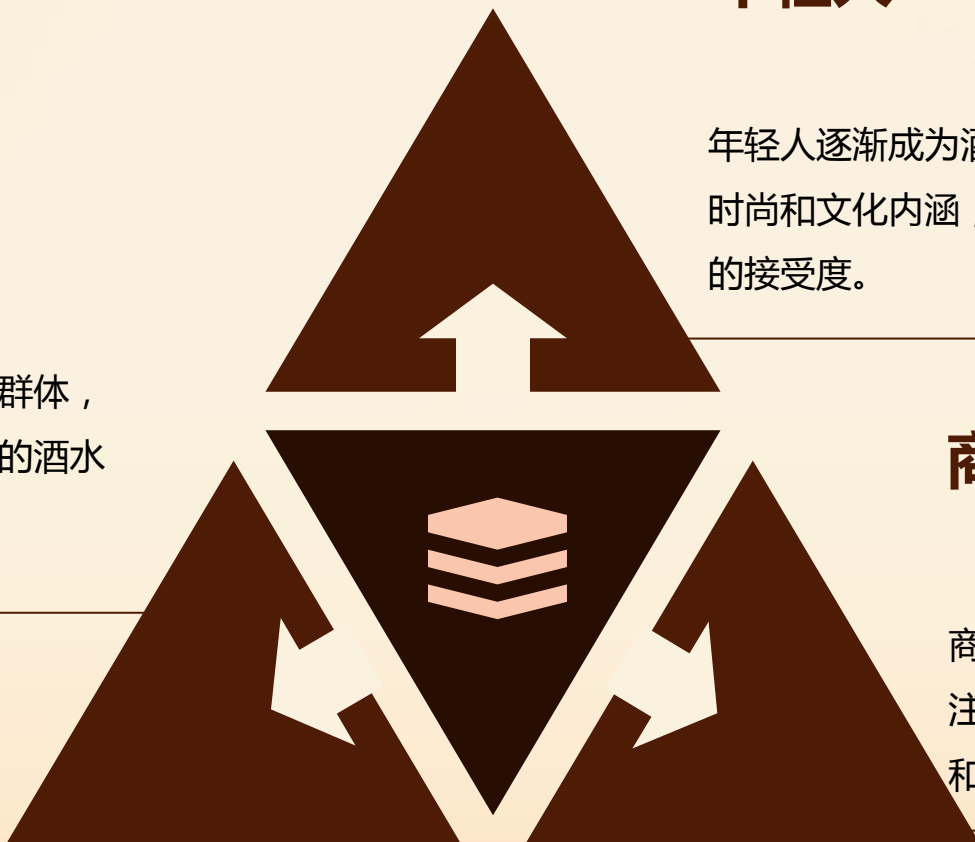 年轻人逐渐成为酒
时尚和文化内涵，
的接受度。
群体，
的酒水
商
商
注
和